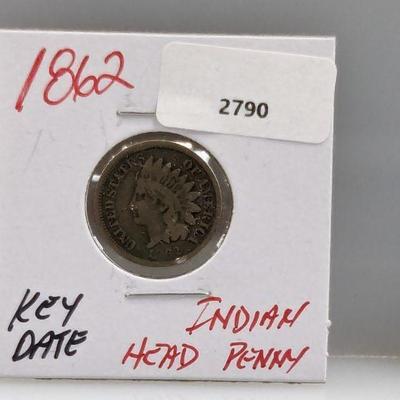 1862
2790
UNITED STATES OF AMERICA
KEY DATE
INDIAN HEAD PENNY